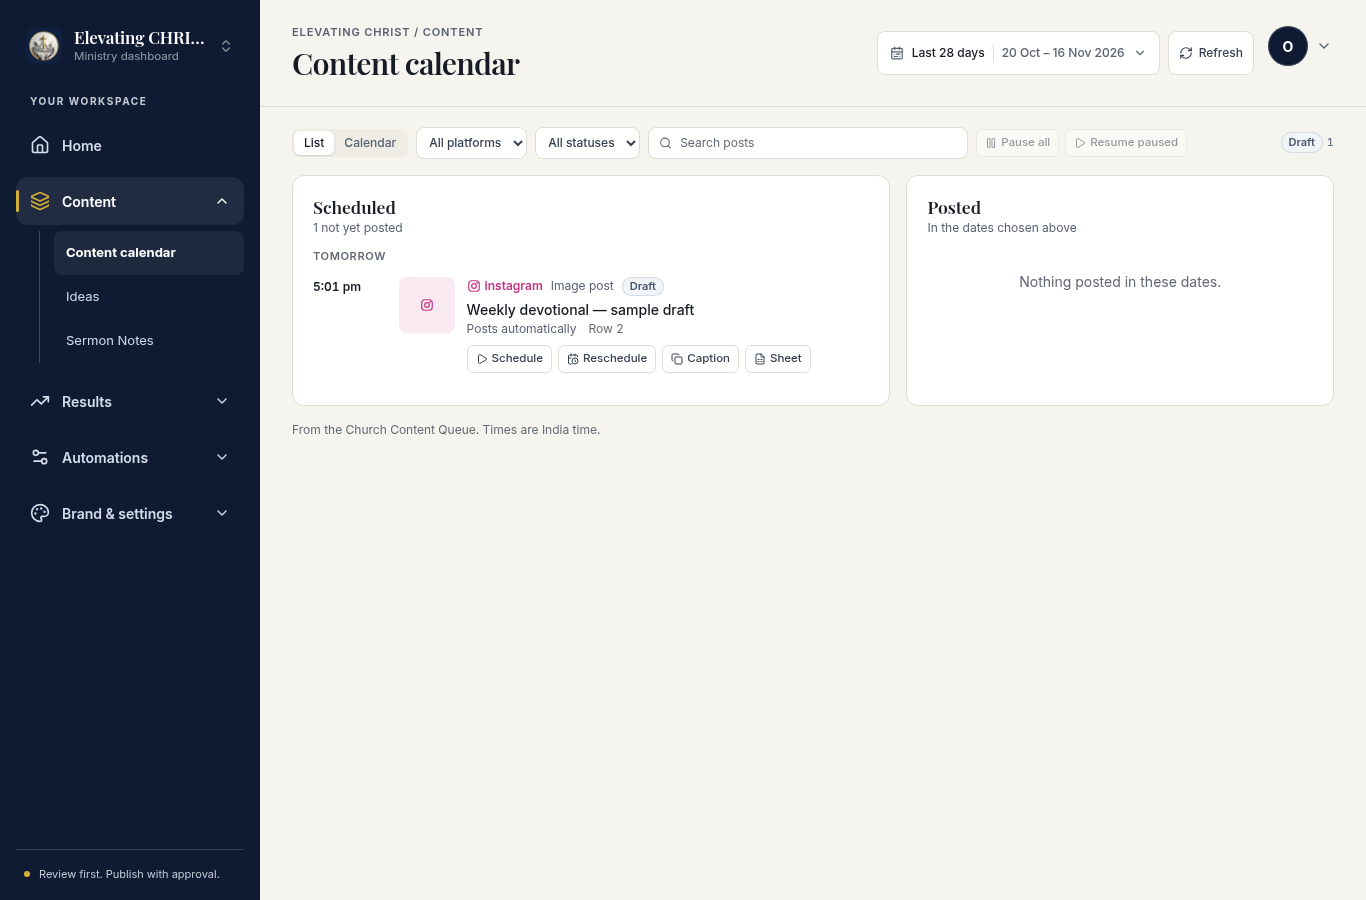 Elevating CHRI...
Ministry dashboard
YOUR WORKSPACE
Home
Content
Content calendar
Ideas
Sermon Notes
Results
Automations
Brand & settings
Review first. Publish with approval.
ELEVATING CHRIST / CONTENT
Content calendar
Last 28 days 20 Oct – 16 Nov 2026
Refresh
O
List Calendar All platforms All statuses Search posts Pause all Resume paused Draft 1
Scheduled
1 not yet posted
TOMORROW
5:01 pm instagram Image post Draft
Weekly devotional — sample draft
Posts automatically Row 2
Schedule Reschedule Caption Sheet
Posted
In the dates chosen above
Nothing posted in these dates.
From the Church Content Queue. Times are India time.